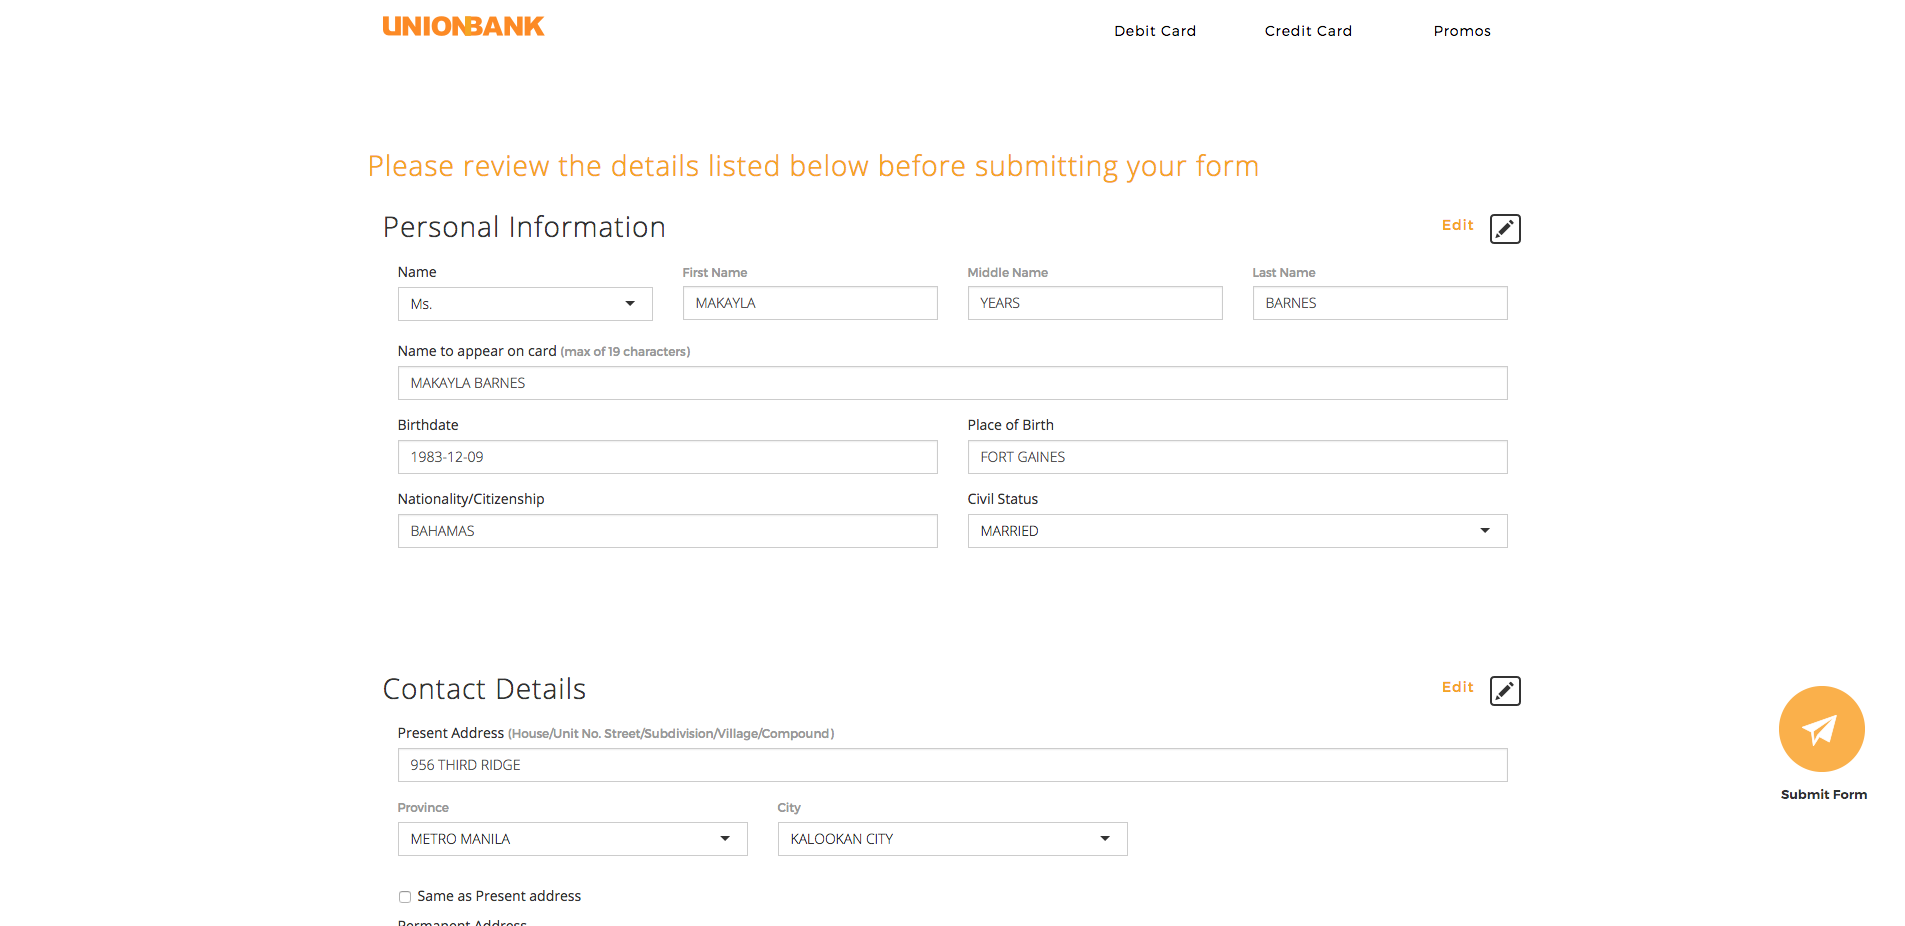 UNIONBANK
Debit Card Credit Card Promos
Please review the details listed below before submitting your form
Personal Information Edit
Name First Name Middle Name Last Name
Ms. MAKAYLA YEARS BARNES
Name to appear on card (max of 19 characters)
MAKAYLA BARNES
Birthdate Place of Birth
1983-12-09 FORT GAINES
Nationality/Citizenship Civil Status
BAHAMAS MARRIED
Contact Details Edit
Present Address (House/Unit No. Street/Subdivision/Village/Compound)
956 THIRD RIDGE
Submit Form
Province City
METRO MANILA KALOOKAN CITY
Same as Present address
Permanent Address